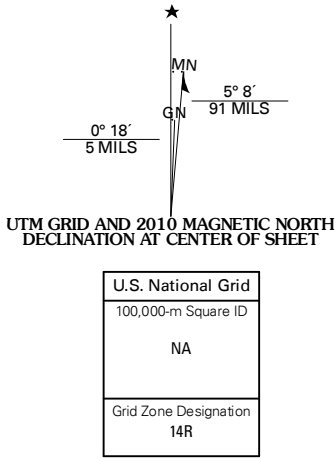 ★
MN
5° 8´
91 MILS
GN
0° 18´
5 MILS
UTM GRID AND 2010 MAGNETIC NORTH
DECLINATION AT CENTER OF SHEET
U.S. National Grid
100,000-m Square ID
NA
Grid Zone Designation
14R